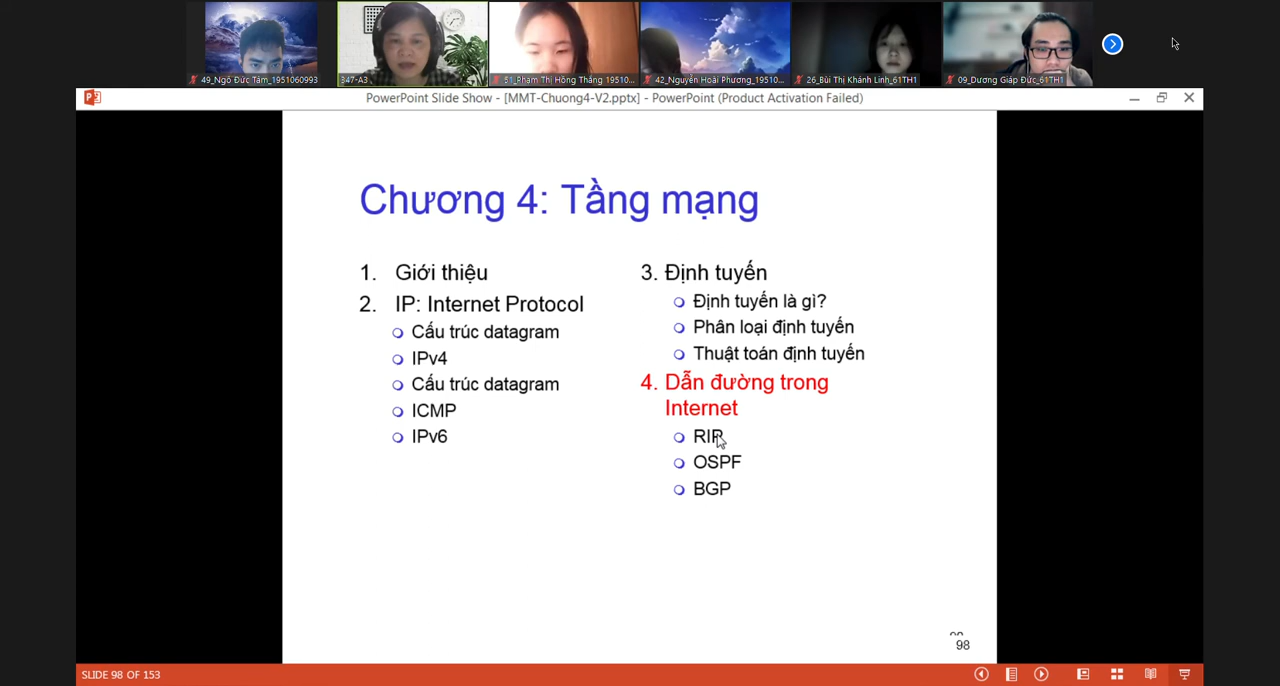 49_Ngô Đức Tâm_1951060993
347-A3
51_Phạm Thị Hồng Thắng_19510...
42_Nguyễn Hoài Phương_19510...
26_Bùi Thị Khánh Linh_61TH1
09_Dương Giáp Đức_61TH1
PowerPoint Slide Show - [MMT-Chuong4-V2.pptx] - PowerPoint (Product Activation Failed)
Chương 4: Tầng mạng
1. Giới thiệu
2. IP: Internet Protocol
Cấu trúc datagram
IPv4
Cấu trúc datagram
ICMP
IPv6
3. Định tuyến
Định tuyến là gì?
Phân loại định tuyến
Thuật toán định tuyến
4. Dẫn đường trong
Internet
RIP
OSPF
BGP
98
SLIDE 98 OF 153